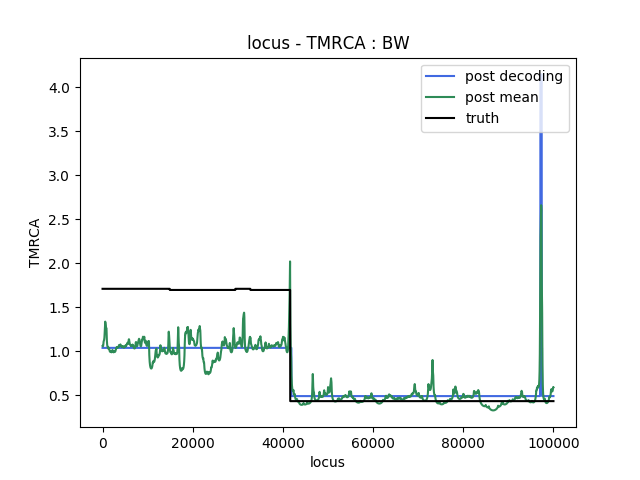 locus - TMRCA : BW
post decoding
post mean
truth
TMRCA
4.0
3.5
3.0
2.5
2.0
1.5
1.0
0.5
0
20000
40000
60000
80000
100000
locus